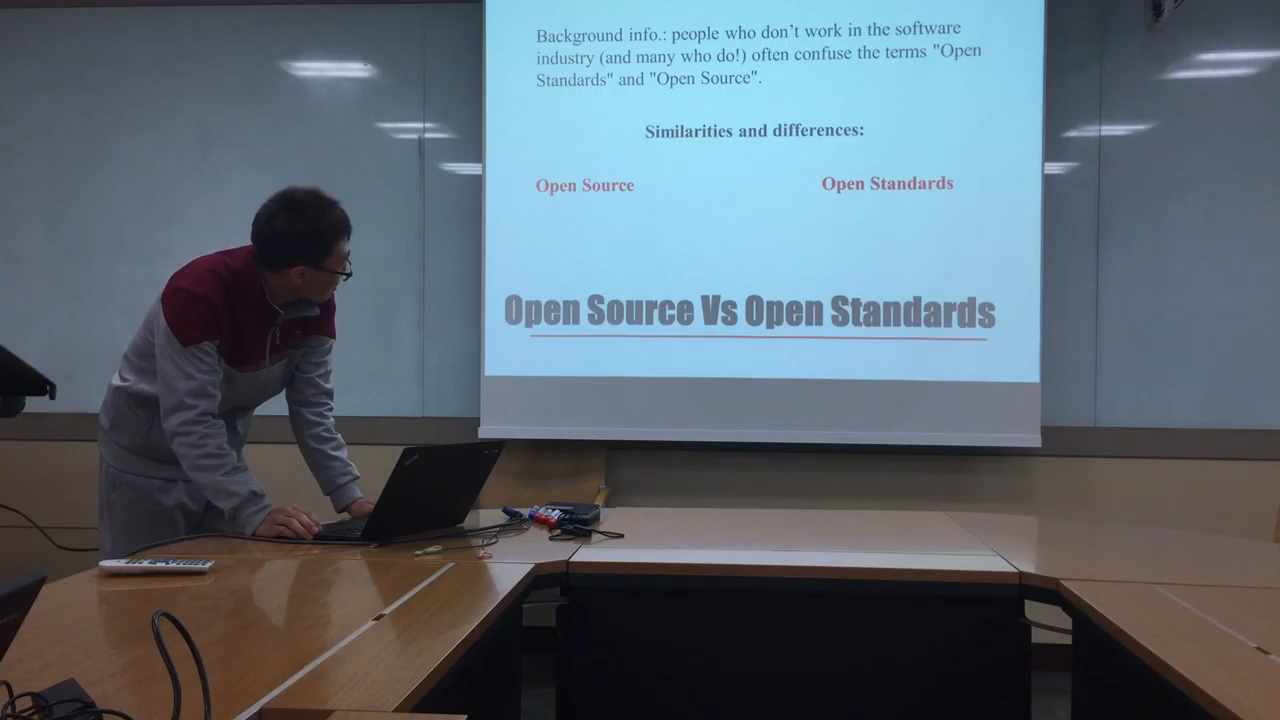 Background info.: people who don't work in the software
industry (and many who do!) often confuse the terms "Open
Standards" and "Open Source".
Similarities and differences:
Open Source
Open Standards
Open Source Vs Open Standards